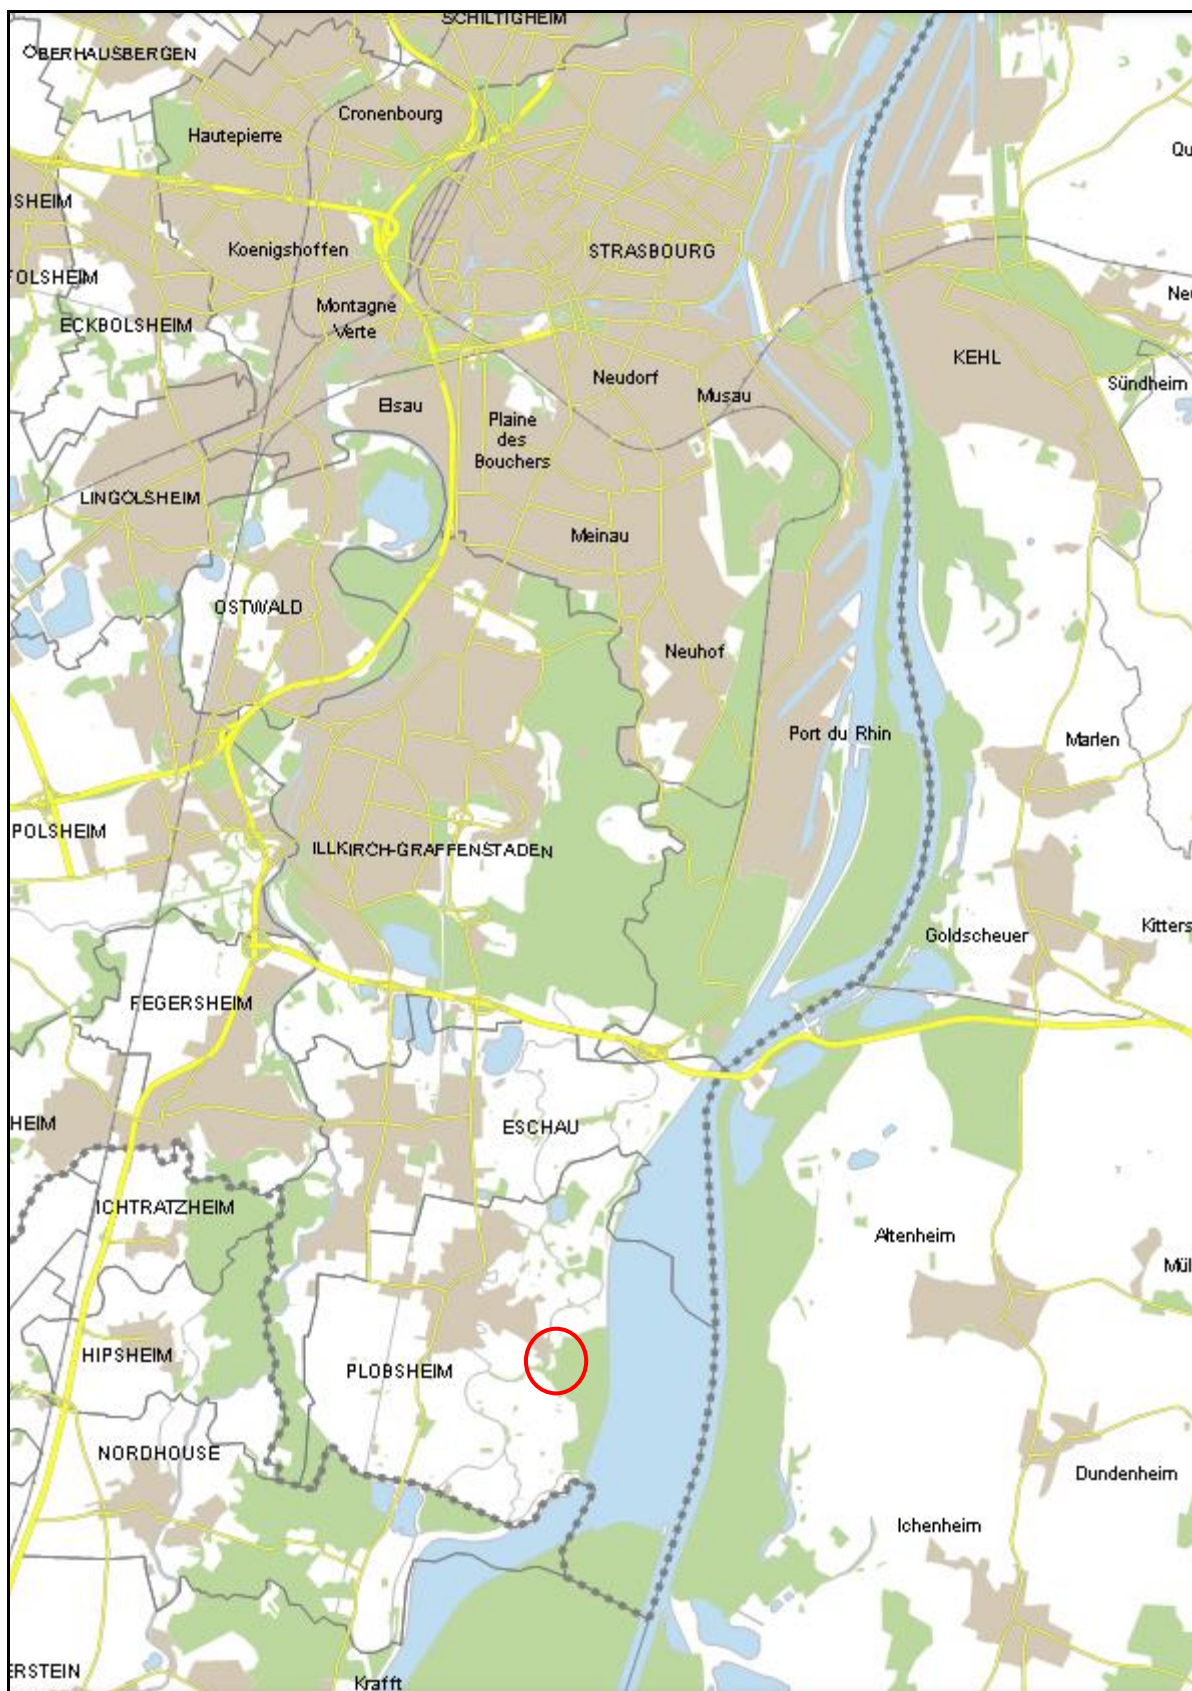 SCHILTIGHEIM
OBERHAUSBERGEN
Cronenbourg
Hautepierre
Qu
ISHEIM
Koenigshoffen
STRASBOURG
FOLSHEIM
Neu
Montagne
Verte
ECKBOLSHEIM
KEHL
Neudorf
Sündheim
Musau
Elsau
Plaine
des
Bouchers
LINGOLSHEIM
Meinau
OSTWALD
Neuhof
Port du Rhin
Marlen
POLSHEIM
ILLKIRCH-GRAFFENSTADEN
Goldscheuer
Kitters
FEGERSHEIM
HEIM
ESCHAU
ICHTRATZHEIM
Altenheim
Mül
HIPSHEIM
PLOBSHEIM
NORDHOUSE
Dundenheim
Ichenheim
ERSTEIN
Krafft